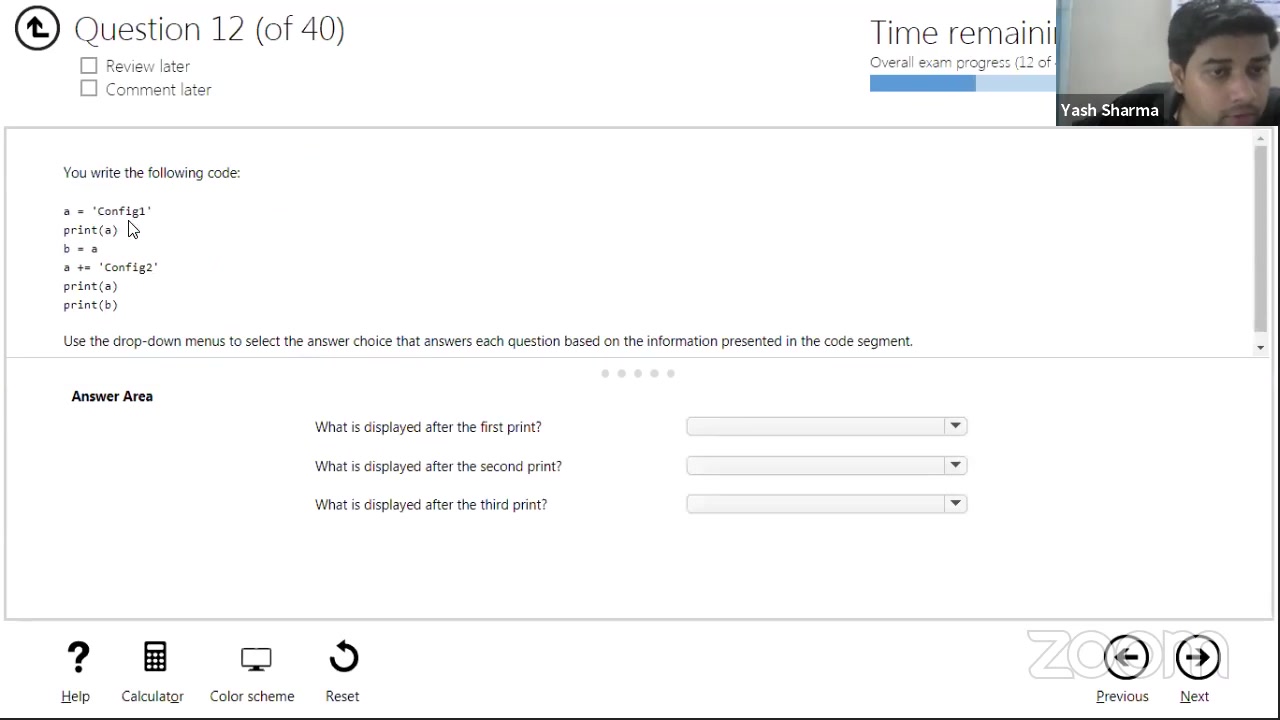 Question 12 (of 40)
Review later
Comment later
Time remaini
Overall exam progress (12 of
Yash Sharma
You write the following code:
a = 'Config1'
print(a)
b = a
a += 'Config2'
print(a)
print(b)
Use the drop-down menus to select the answer choice that answers each question based on the information presented in the code segment.
Answer Area
What is displayed after the first print?
What is displayed after the second print?
What is displayed after the third print?
zoom
? 
Help
Calculator
Color scheme
Reset
Previous
Next